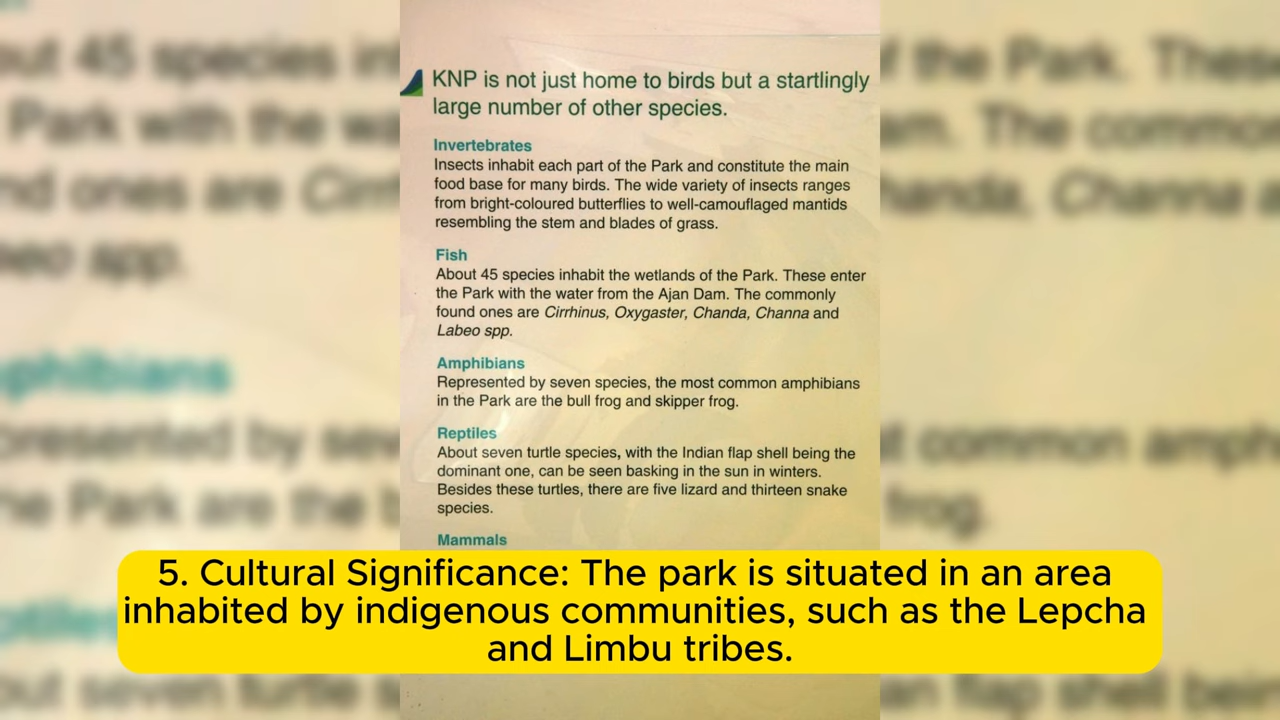 KNP is not just home to birds but a startlingly
large number of other species.
Invertebrates
Insects inhabit each part of the Park and constitute the main
food base for many birds. The wide variety of insects ranges
from bright-coloured butterflies to well-camouflaged mantids
resembling the stem and blades of grass.
Fish
About 45 species inhabit the wetlands of the Park. These enter
the Park with the water from the Ajan Dam. The commonly
found ones are Cirrhinus, Oxygaster, Chanda, Channa and
Labeo spp.
Amphibians
Represented by seven species, the most common amphibians
in the Park are the bull frog and skipper frog.
Reptiles
About seven turtle species, with the Indian flap shell being the
dominant one, can be seen basking in the sun in winters.
Besides these turtles, there are five lizard and thirteen snake
species.
Mammals
5. Cultural Significance: The park is situated in an area
inhabited by indigenous communities, such as the Lepcha
and Limbu tribes.